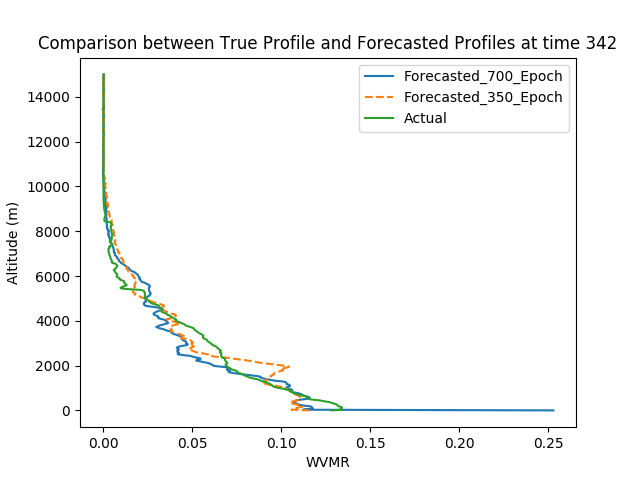 Comparison between True Profile and Forecasted Profiles at time 342
Forecasted_700_Epoch
Forecasted_350_Epoch
Actual
14000
12000
10000
8000
6000
4000
2000
0
Altitude (m)
0.00 0.05 0.10 0.15 0.20 0.25
WVMR